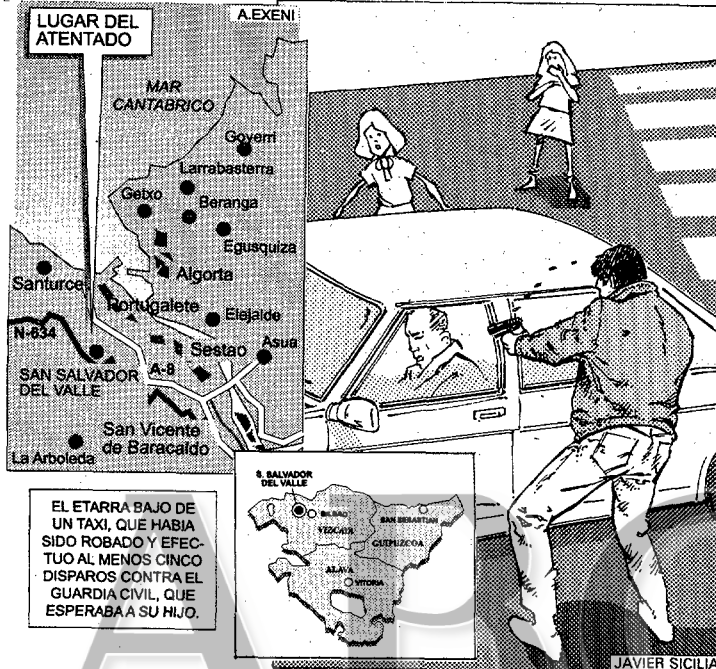 LUGAR DEL
ATENTADO
A.EXENI
MAR
CANTABRICO
Goyerri
Larrabasterra
Getxo
Beranga
Egusquiza
Algorta
Santurce
Portugalete
Elejalde
N-634
Sestao
Asua
A-8
SAN SALVADOR
DEL VALLE
San Vicente
de Baracaldo
La Arboleda
EL ETARRA BAJO DE
UN TAXI, QUE HABIA
SIDO ROBADO Y EFEC-
TUO AL MENOS CINCO
DISPAROS CONTRA EL
GUARDIA CIVIL, QUE
ESPERABA A SU HIJO.
S. SALVADOR
DEL VALLE
BILBAO
VIZCAYA
SAN SEBASTIAN
GUIPUZCOA
ALAVA
VITORIA
JAVIER SICILIA
ABC